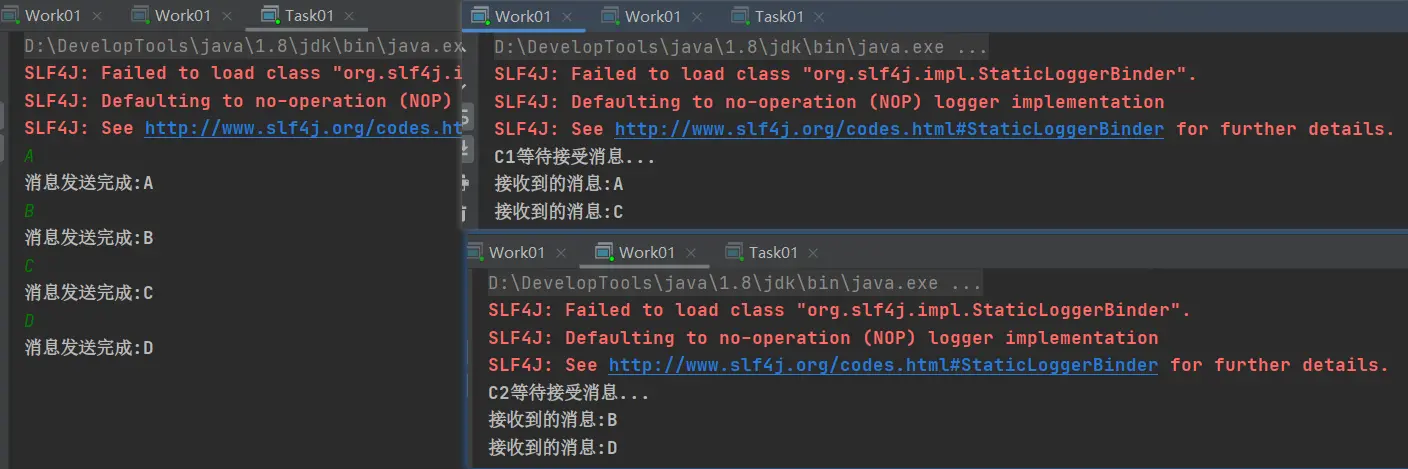 Work01 Work01 Task01
D:\DevelopTools\java\1.8\jdk\bin\java.ex
SLF4J: Failed to load class "org.slf4j.i
SLF4J: Defaulting to no-operation (NOP)
SLF4J: See http://www.slf4j.org/codes.ht
A
消息发送完成:A
B
消息发送完成:B
C
消息发送完成:C
D
消息发送完成:D
Work01 Work01 Task01
D:\DevelopTools\java\1.8\jdk\bin\java.exe ...
SLF4J: Failed to load class "org.slf4j.impl.StaticLoggerBinder".
SLF4J: Defaulting to no-operation (NOP) logger implementation
SLF4J: See http://www.slf4j.org/codes.html#StaticLoggerBinder for further details.
C1等待接受消息...
接收到的消息:A
接收到的消息:C
Work01 Work01 Task01
D:\DevelopTools\java\1.8\jdk\bin\java.exe ...
SLF4J: Failed to load class "org.slf4j.impl.StaticLoggerBinder".
SLF4J: Defaulting to no-operation (NOP) logger implementation
SLF4J: See http://www.slf4j.org/codes.html#StaticLoggerBinder for further details.
C2等待接受消息...
接收到的消息:B
接收到的消息:D